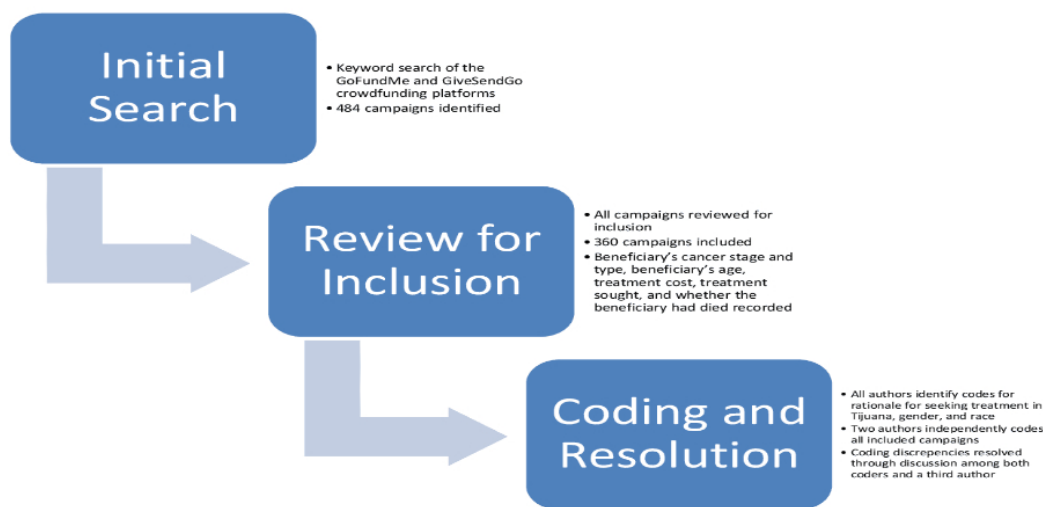 Initial
Search
• Keyword search of the
GoFundMe and GiveSendGo
crowdfunding platforms
• 484 campaigns identified
Review for
Inclusion
• All campaigns reviewed for
inclusion
• 360 campaigns included
• Beneficiary's cancer stage and
type, beneficiary's age,
treatment cost, treatment
sought, and whether the
beneficiary had died recorded
Coding and
Resolution
• All authors identify codes for
rationale for seeking treatment in
Tijuana, gender, and race
• Two authors independently codes
all included campaigns
• Coding discrepancies resolved
through discussion among both
coders and a third author